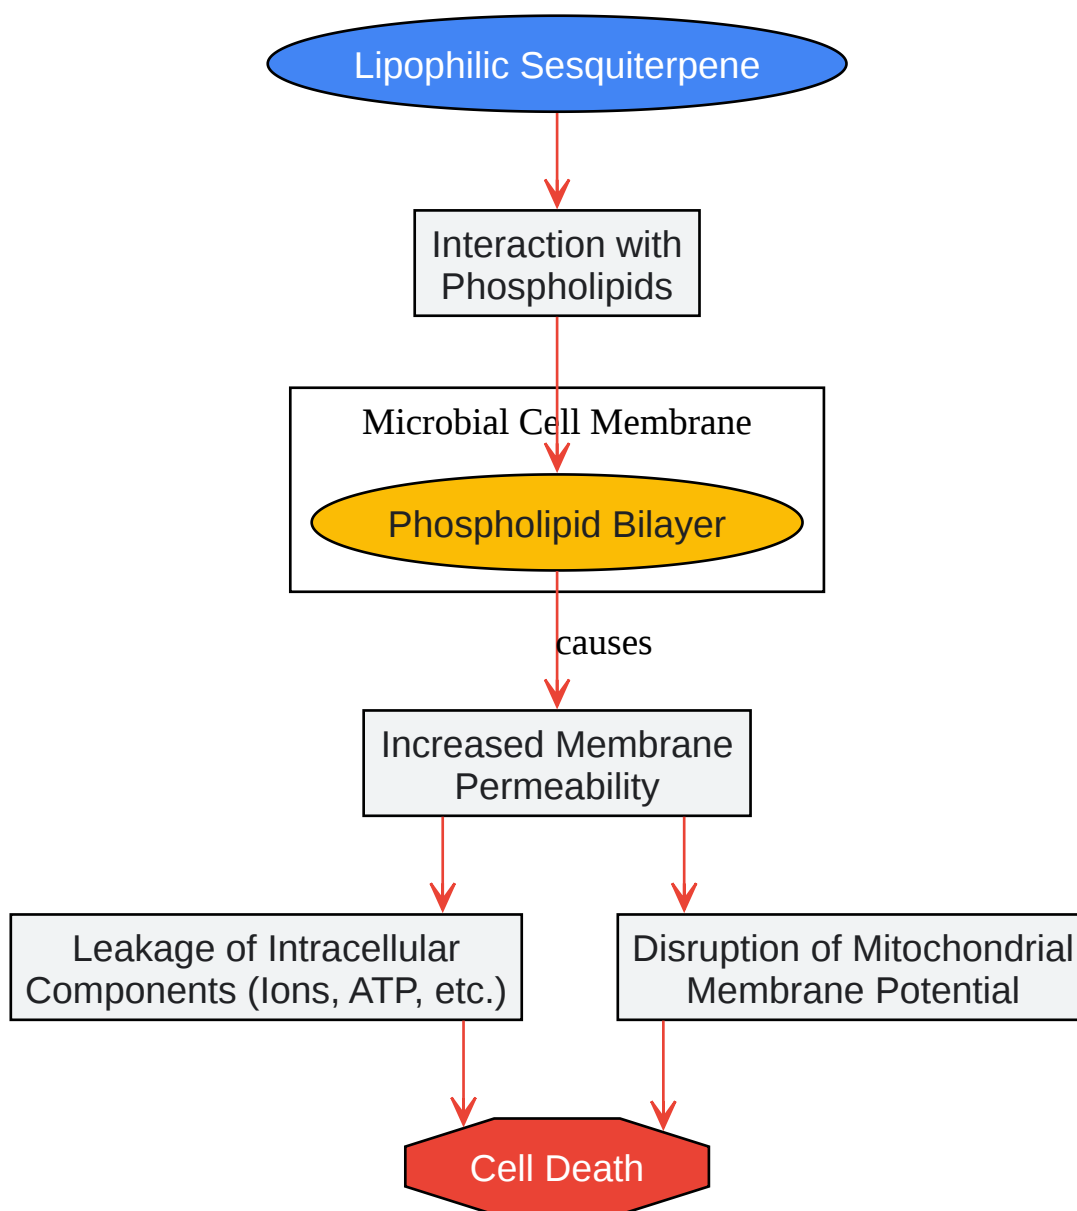 Lipophilic Sesquiterpene
Interaction with
Phospholipids
Microbial Cell Membrane
Phospholipid Bilayer
causes
Increased Membrane
Permeability
Leakage of Intracellular
Components (Ions, ATP, etc.)
Disruption of Mitochondrial
Membrane Potential
Cell Death